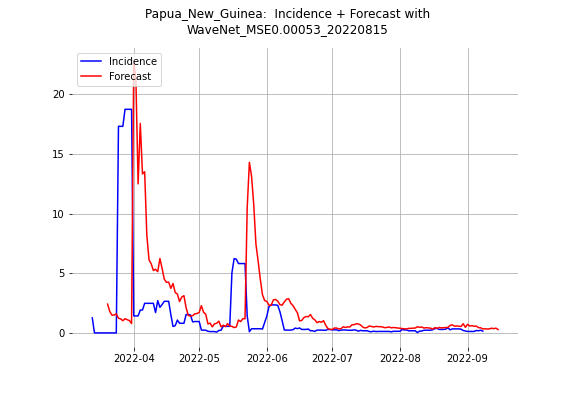 Papua_New_Guinea:  Incidence + Forecast with
WaveNet_MSE0.00053_20220815
Incidence
Forecast
20
15
10
5
0
2022-04
2022-05
2022-06
2022-07
2022-08
2022-09